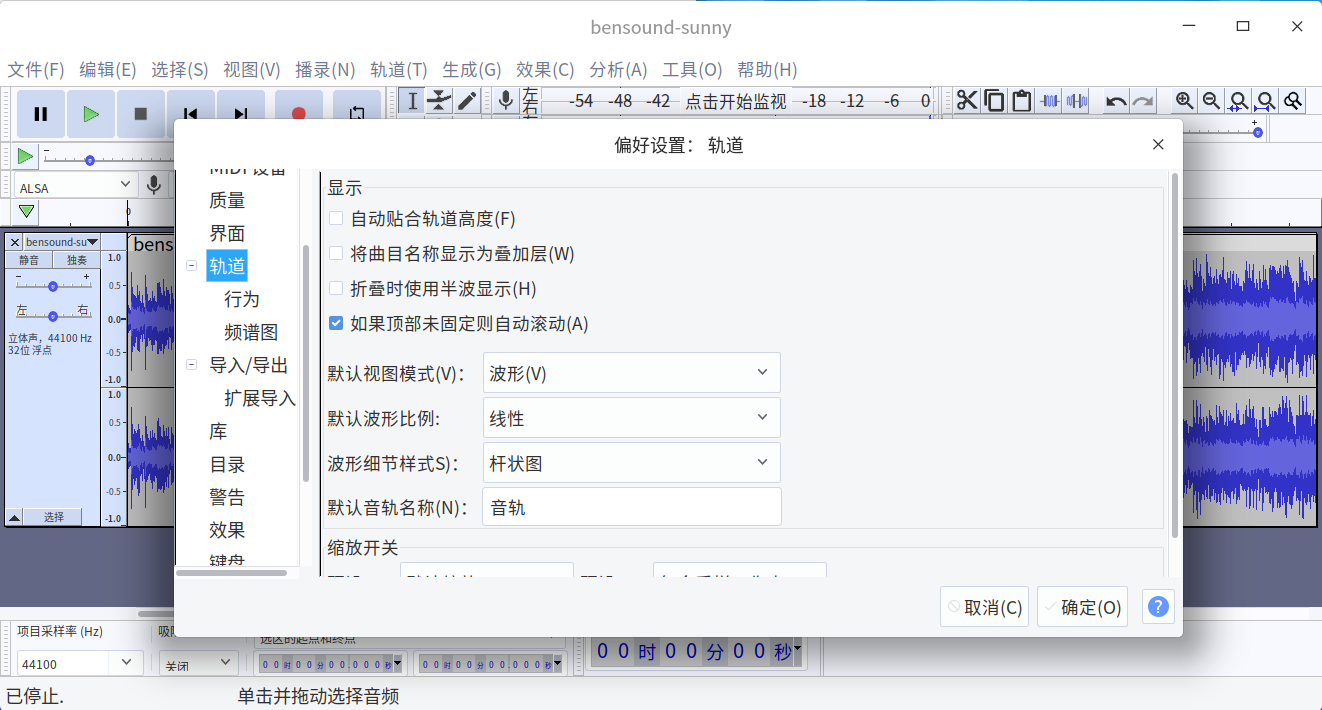 bensound-sunny
文件(F) 编辑(E) 选择(S) 视图(V) 播录(N) 轨道(T) 生成(G) 效果(C) 分析(A) 工具(O) 帮助(H)
左 -54 -48 -42 点击开始监视 -18 -12 -6 0
右
偏好设置： 轨道
ALSA
0
bensound-su
bens
静音 独奏
左 右
立体声，44100 Hz
32位 浮点
选择
1.0
0.5
0.0
-0.5
-1.0
1.0
0.5
0.0
-0.5
-1.0
MIDI 设备
质量
界面
轨道
行为
频谱图
导入/导出
扩展导入
库
目录
警告
效果
键盘
显示
自动贴合轨道高度(F)
将曲目名称显示为叠加层(W)
折叠时使用半波显示(H)
如果顶部未固定则自动滚动(A)
默认视图模式(V)： 波形(V)
默认波形比例: 线性
波形细节样式S)： 杆状图
默认音轨名称(N)： 音轨
缩放开关
取消(C) 确定(O) ?
项目采样率 (Hz)
选区的起点和终点
44100 关闭 00时00分00.000秒 00时00分00.000秒 00时00分00秒
已停止. 单击并拖动选择音频